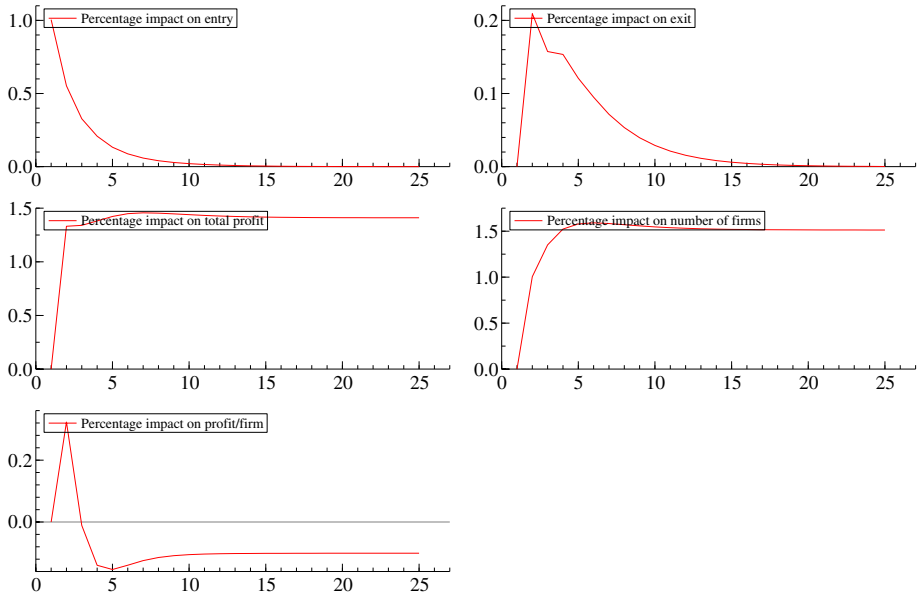 Percentage impact on entry
1.0
0.5
0.0
0 5 10 15 20 25
Percentage impact on exit
0.2
0.1
0.0
0 5 10 15 20 25
Percentage impact on total profit
1.5
1.0
0.5
0.0
0 5 10 15 20 25
Percentage impact on number of firms
1.5
1.0
0.5
0.0
0 5 10 15 20 25
Percentage impact on profit/firm
0.2
0.0
0 5 10 15 20 25